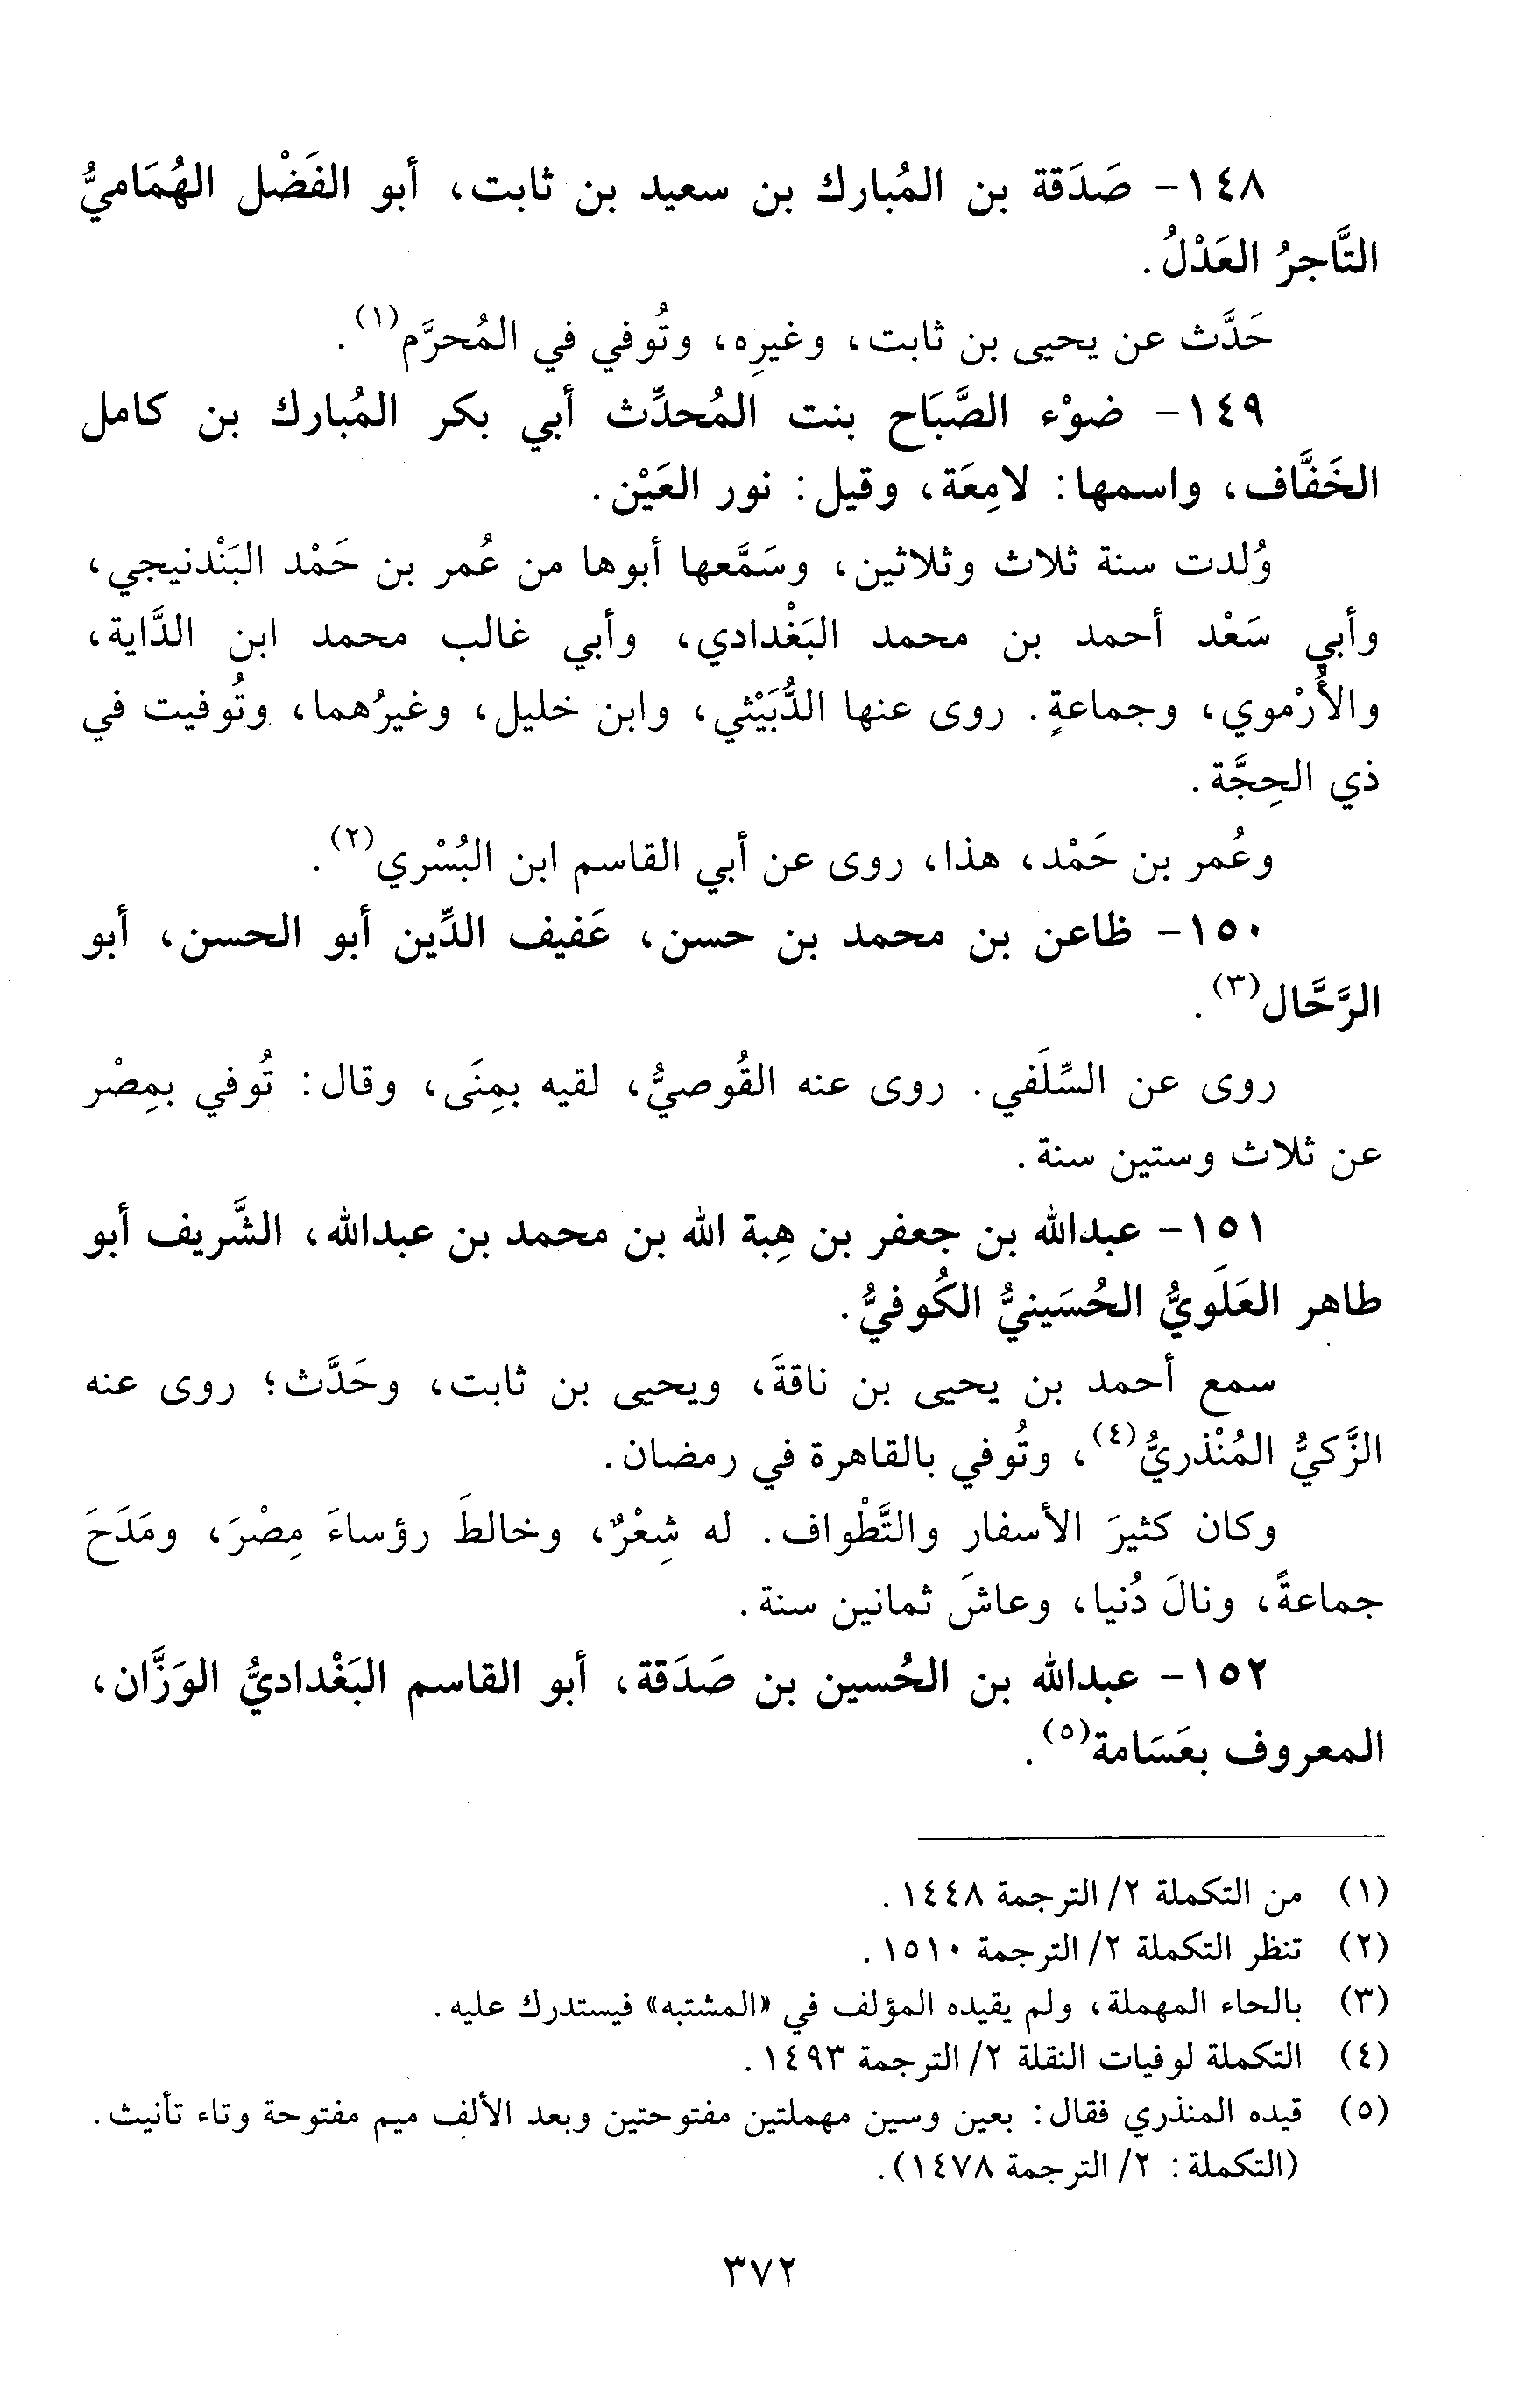 ١٤٨- صَدَقة بن المُبارك بن سعيد بن ثابت، أبو الفَضْل الهُمَاميُّ
التَّاجرُ العَدْلُ.
حَدَّث عن يحيى بن ثابت، وغيرِه، وتُوفي في المُحرَّم(١).
١٤٩- ضوْء الصَّبَاح بنت المُحدِّث أبي بكر المُبارك بن كامل
الخَفَّاف، واسمها: لامِعَة، وقيل: نور العَيْن.
وُلدت سنة ثلاث وثلاثين، وسَمَّعها أبوها من عُمر بن حَمْد البَنْدنيجي،
وأبي سَعْد أحمد بن محمد البَغْدادي، وأبي غالب محمد ابن الدَّاية،
والأُرْموي، وجماعةٍ. روى عنها الدُّبَيْثي، وابن خليل، وغيرُهما، وتُوفيت في
ذي الحِجَّة.
وعُمر بن حَمْد، هذا، روى عن أبي القاسم ابن البُسْري(٢).
١٥٠- ظاعن بن محمد بن حسن، عَفيف الدِّين أبو الحسن، أبو
الرَّحَّال(٣).
روى عن السِّلَفي. روى عنه القُوصيُّ، لقيه بمِنَى، وقال: تُوفي بمِصْر
عن ثلاث وستين سنة.
١٥١- عبدالله بن جعفر بن هِبة الله بن محمد بن عبدالله، الشَّريف أبو
طاهر العَلَويُّ الحُسَينيُّ الكُوفيُّ.
سمع أحمد بن يحيى بن ناقةَ، ويحيى بن ثابت، وحَدَّث؛ روى عنه
الزَّكيُّ المُنْذريُّ(٤)، وتُوفي بالقاهرة في رمضان.
وكان كثيرَ الأسفار والتَّطْواف. له شِعْرٌ، وخالطَ رؤساءَ مِصْرَ، ومَدَحَ
جماعةً، ونالَ دُنيا، وعاشَ ثمانين سنة.
١٥٢- عبدالله بن الحُسين بن صَدَقة، أبو القاسم البَغْداديُّ الوَزَّان،
المعروف بعَسَامة(٥).
(١) من التكملة ٢/ الترجمة ١٤٤٨.
(٢) تنظر التكملة ٢/ الترجمة ١٥١٠.
(٣) بالحاء المهملة، ولم يقيده المؤلف في «المشتبه» فيستدرك عليه.
(٤) التكملة لوفيات النقلة ٢/ الترجمة ١٤٩٣.
(٥) قيده المنذري فقال: بعين وسين مهملتين مفتوحتين وبعد الألف ميم مفتوحة وتاء تأنيث.
(التكملة: ٢/ الترجمة ١٤٧٨).
٣٧٢